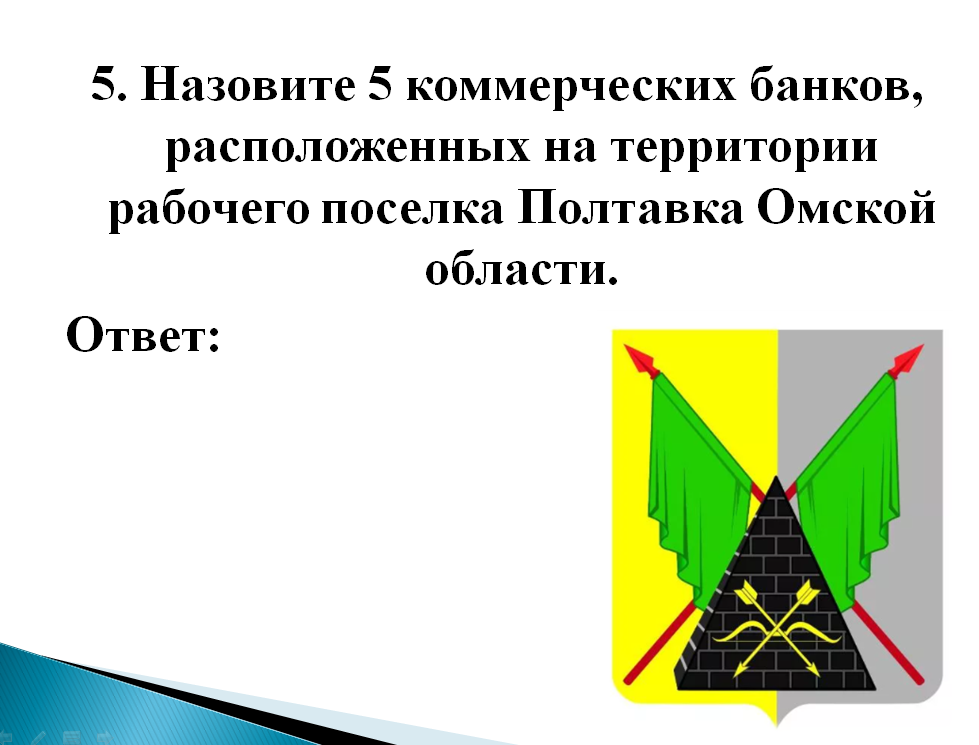 5. Назовите 5 коммерческих банков,
расположенных на территории
рабочего поселка Полтавка Омской
области.
Ответ: